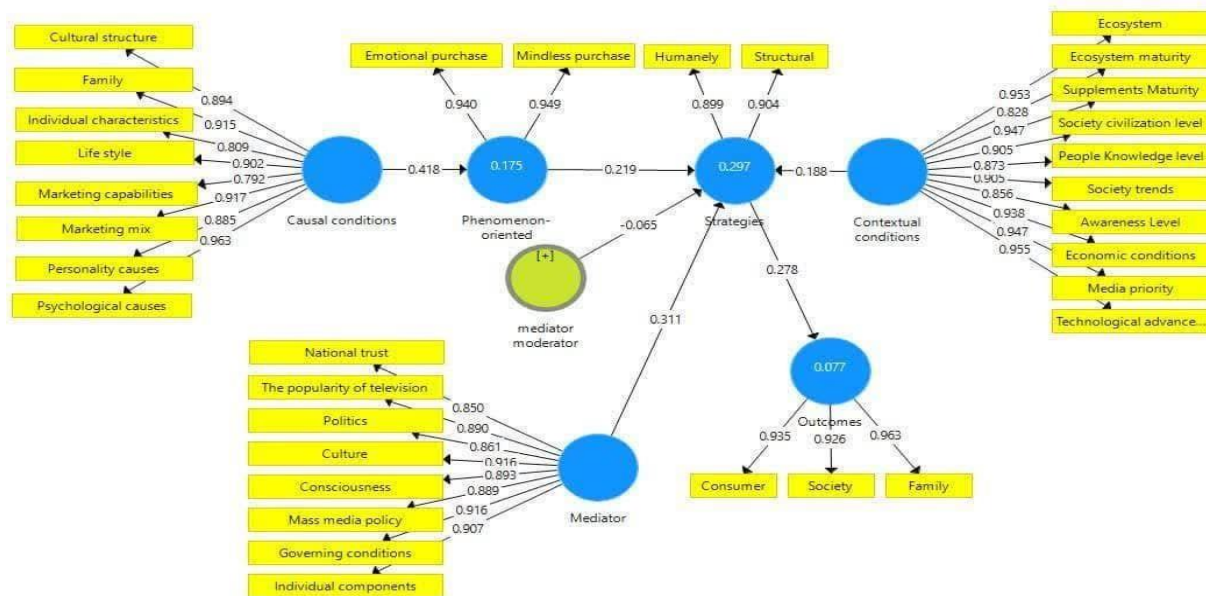 Cultural structure
Family
Individual characteristics
Life style
Marketing capabilities
Marketing mix
Personality causes
Psychological causes
0.894
0.915
0.809
0.902
0.792
0.917
0.885
0.963
Causal conditions
0.418
Emotional purchase
Mindless purchase
0.940
0.949
0.175
Phenomenon-
oriented
0.219
Humanely
Structural
0.899
0.904
0.297
Strategies
0.188
Contextual
conditions
Ecosystem
Ecosystem maturity
Supplements Maturity
Society civilization level
People Knowledge level
Society trends
Awareness Level
Economic conditions
Media priority
Technological advance...
0.953
0.828
0.947
0.905
0.873
0.905
0.856
0.938
0.947
0.955
-0.065
[+]
mediator
moderator
0.311
0.278
National trust
The popularity of television
Politics
Culture
Consciousness
Mass media policy
Governing conditions
Individual components
0.850
0.890
0.861
0.916
0.893
0.889
0.916
0.907
Mediator
0.077
Outcomes
0.935
0.926
0.963
Consumer
Society
Family